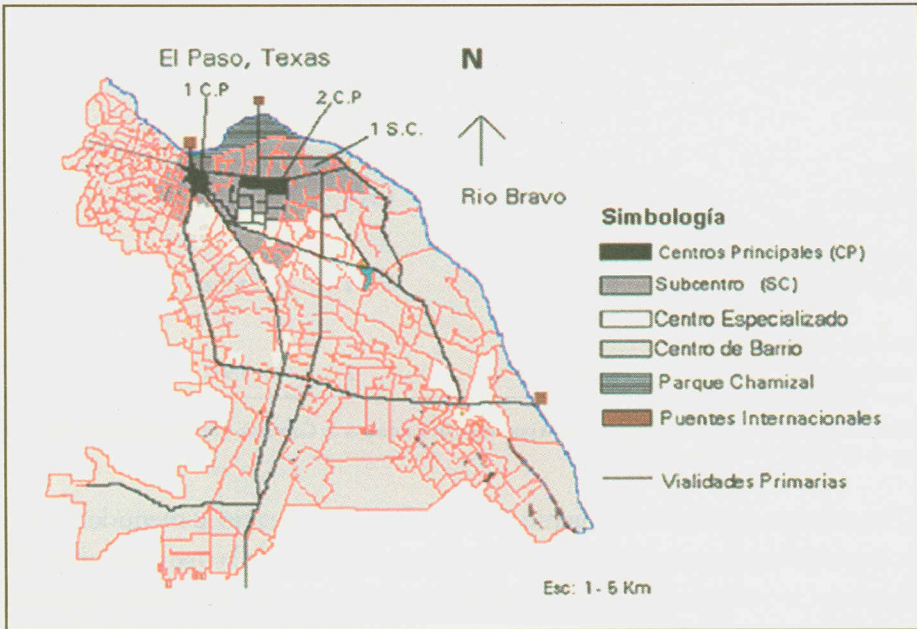 El Paso, Texas
N
1 C.P
2 C.P
1 S.C.
Rio Bravo
Simbología
Centros Principales (CP)
Subcentro (SC)
Centro Especializado
Centro de Barrio
Parque Chamizal
Puentes Internacionales
Vialidades Primarias
Esc: 1 - 5 Km